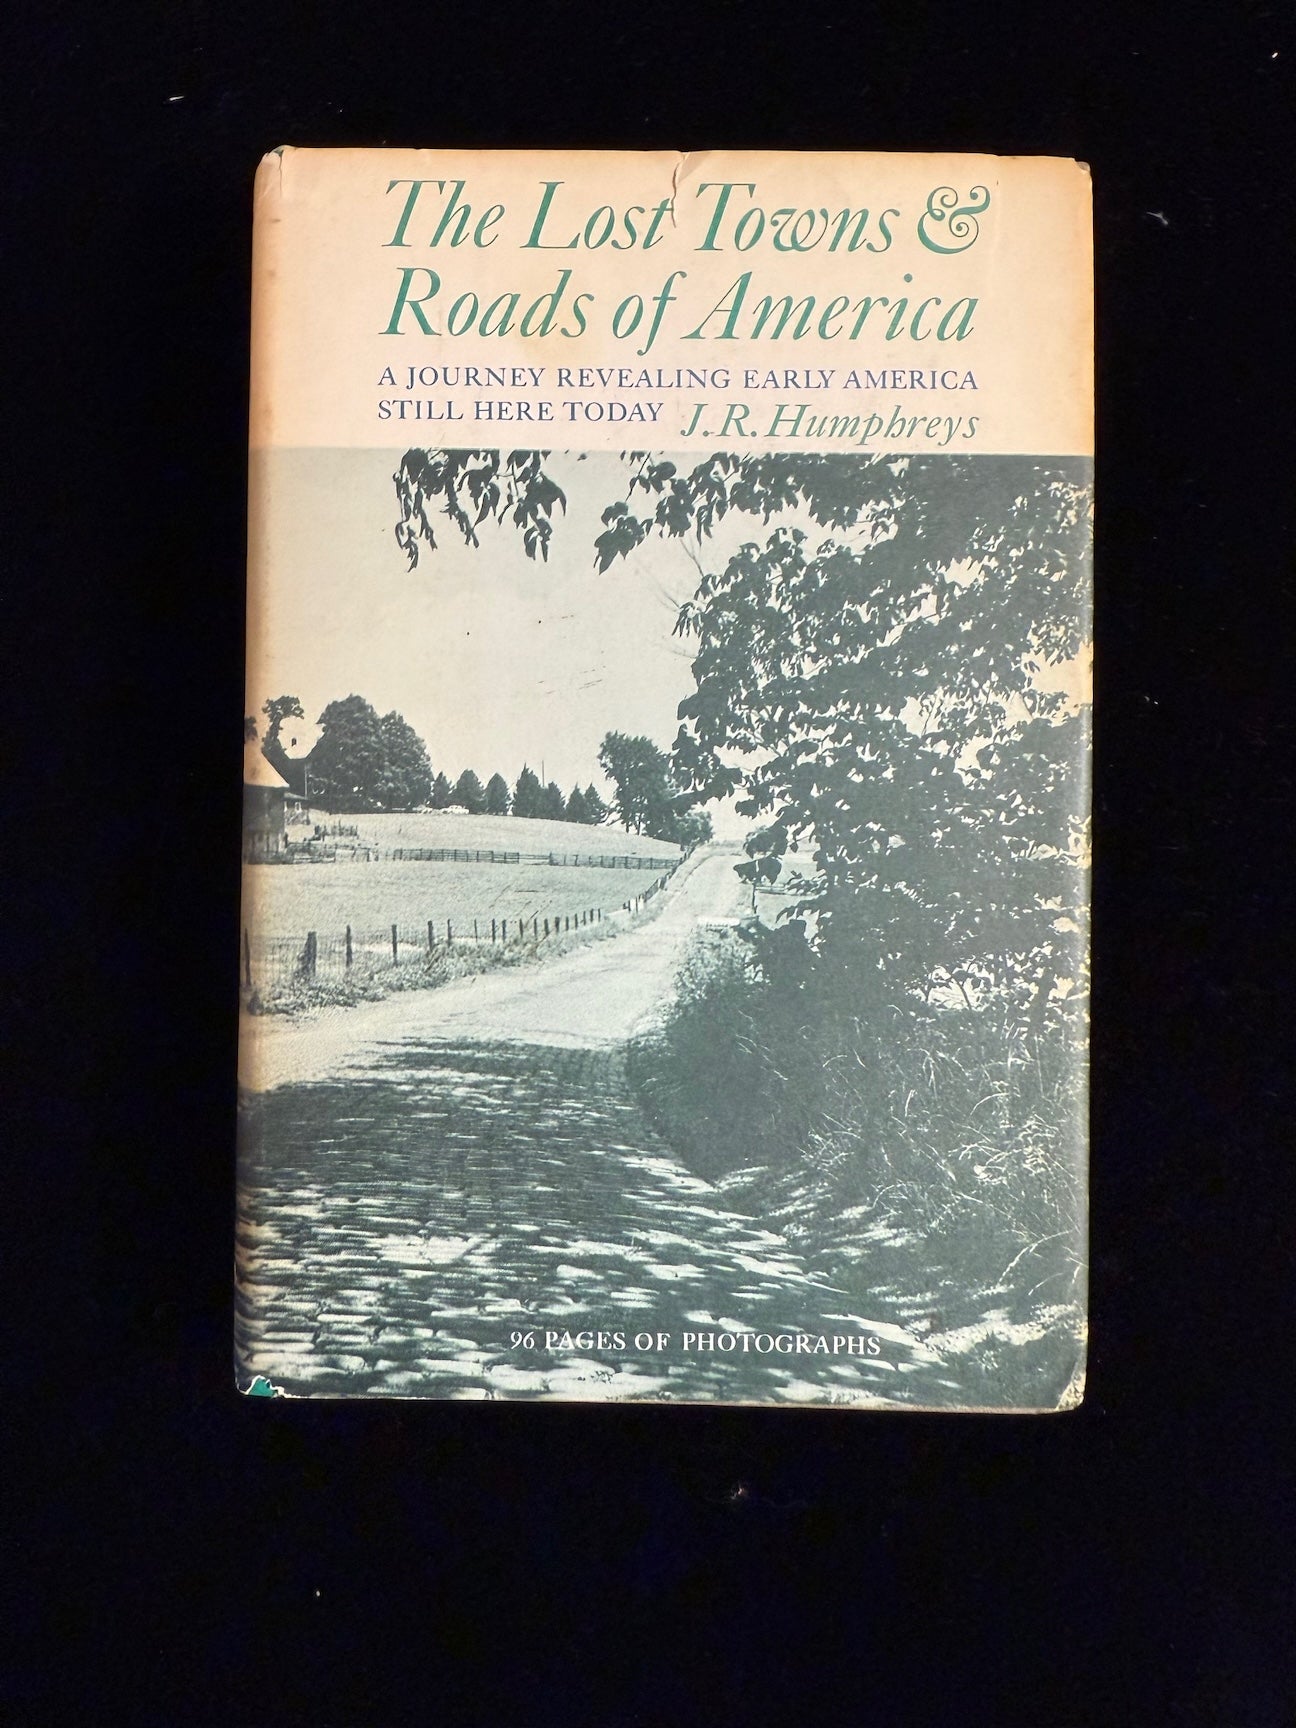 The Lost Towns &
Roads of America
A JOURNEY REVEALING EARLY AMERICA
STILL HERE TODAY J.R. Humphreys
96 PAGES OF PHOTOGRAPHS